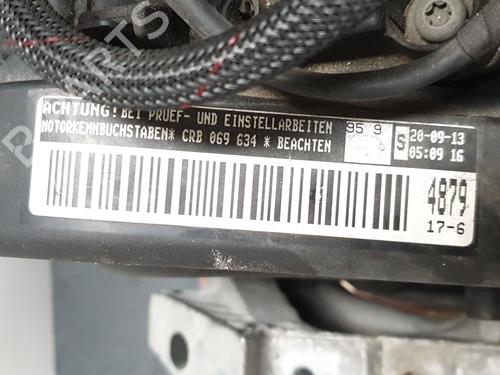 ACHTUNG! BEI PRUEF- UND EINSTELLARBEITEN
MOTORKENNBUCHSTABEN* CRB 069 634 * BEACHTEN
95 9
S
20-09-13
05:09 16
4879
17-6